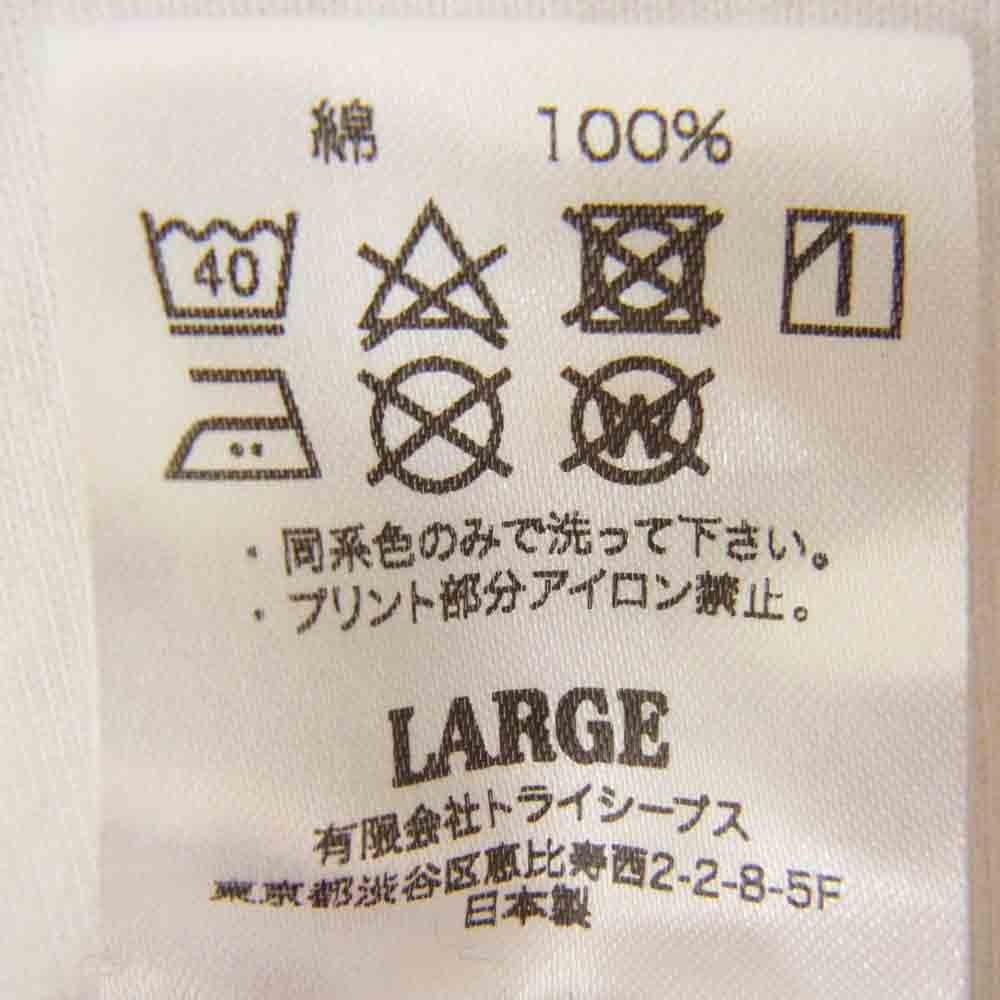 綿 100%
40
W
・同系色のみで洗って下さい。
・プリント部分アイロン禁止。
LARGE
有限会社トライシープス
東京都渋谷区恵比寿西2-2-8-5F
日本製